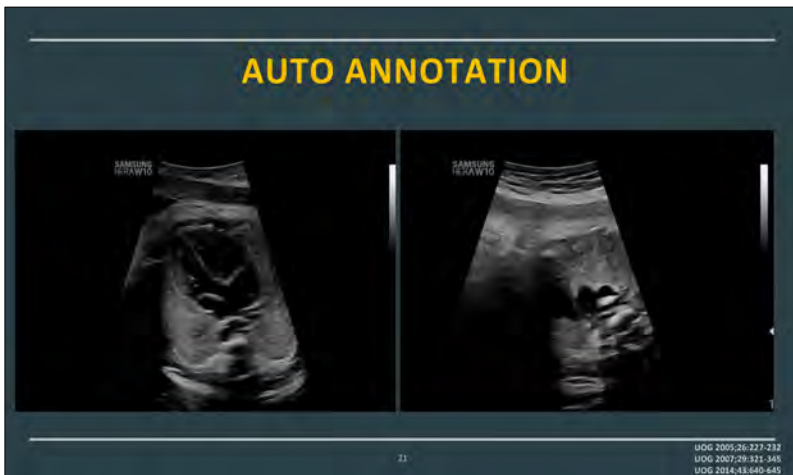 AUTO ANNOTATION
SAMSUNG
HERA W10
SAMSUNG
HERA W10
21
UOG 2005;26:227-232
UOG 2007;29:321-345
UOG 2014;43:640-645